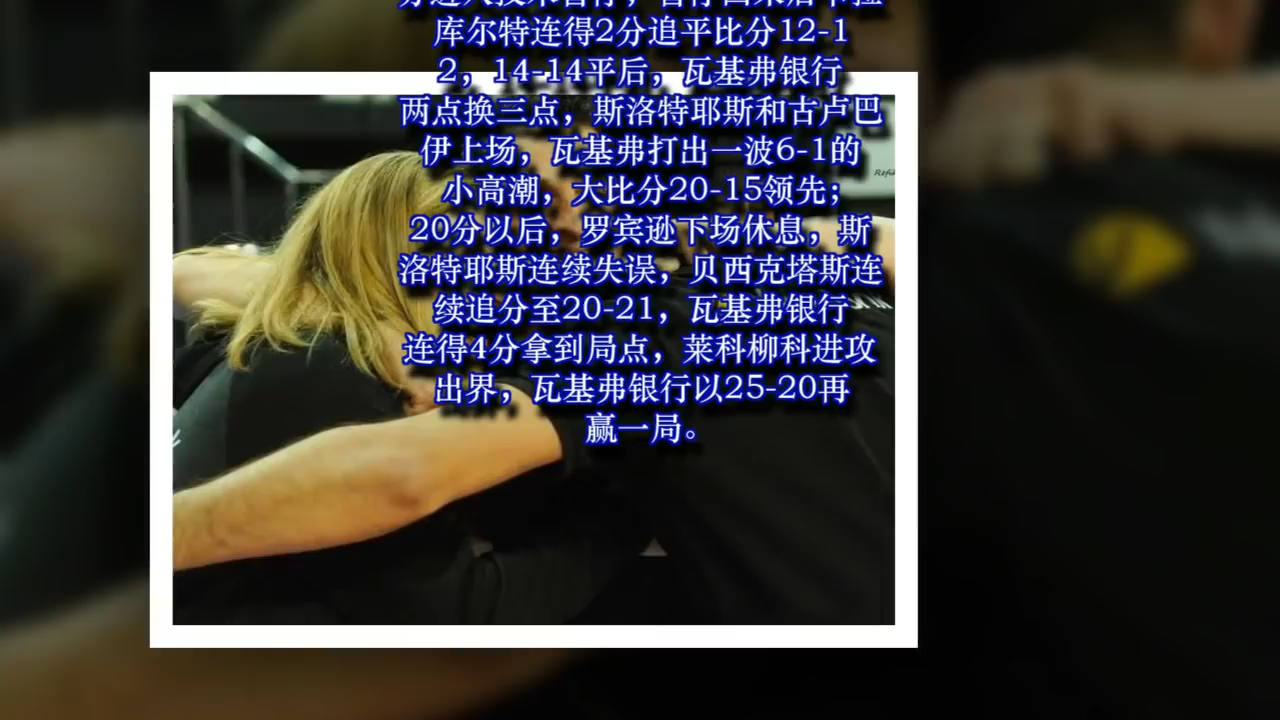 库尔特连得2分追平比分12-1
2，14-14平后，瓦基弗银行
两点换三点，斯洛特耶斯和古卢巴
伊上场，瓦基弗打出一波6-1的
小高潮，大比分20-15领先；
20分以后，罗宾逊下场休息，斯
洛特耶斯连续失误，贝西克塔斯连
续追分至20-21，瓦基弗银行
连得4分拿到局点，莱科柳科进攻
出界，瓦基弗银行以25-20再
赢一局。